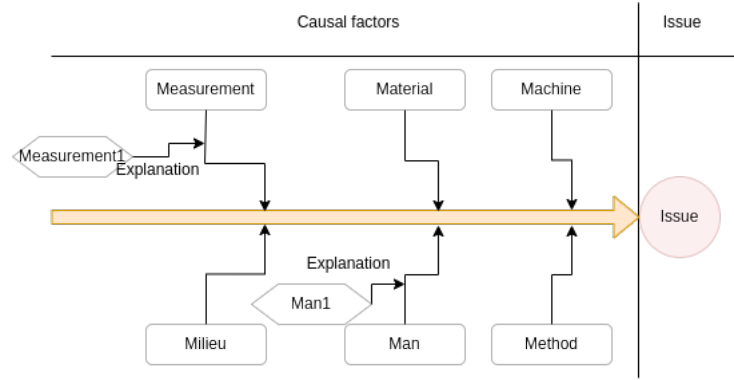 Causal factors
Issue
Measurement
Material
Machine
Measurement1
Explanation
Issue
Explanation
Man1
Milieu
Man
Method